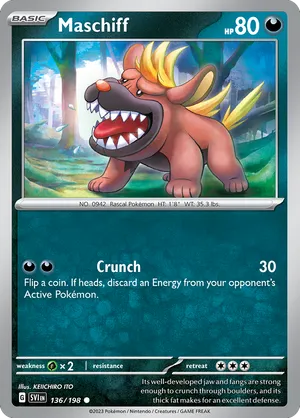 BASIC
Maschiff
HP 80
NO. 0942 Rascal Pokémon HT: 1'8" WT: 35.3 lbs.
Crunch 30
Flip a coin. If heads, discard an Energy from your opponent's
Active Pokémon.
weakness ×2 resistance retreat
Illus. KEIICHIRO ITO
G SVI EN 136/198
Its well-developed jaw and fangs are strong
enough to crunch through boulders, and its
thick fat makes for an excellent defense.
©2023 Pokémon / Nintendo / Creatures / GAME FREAK